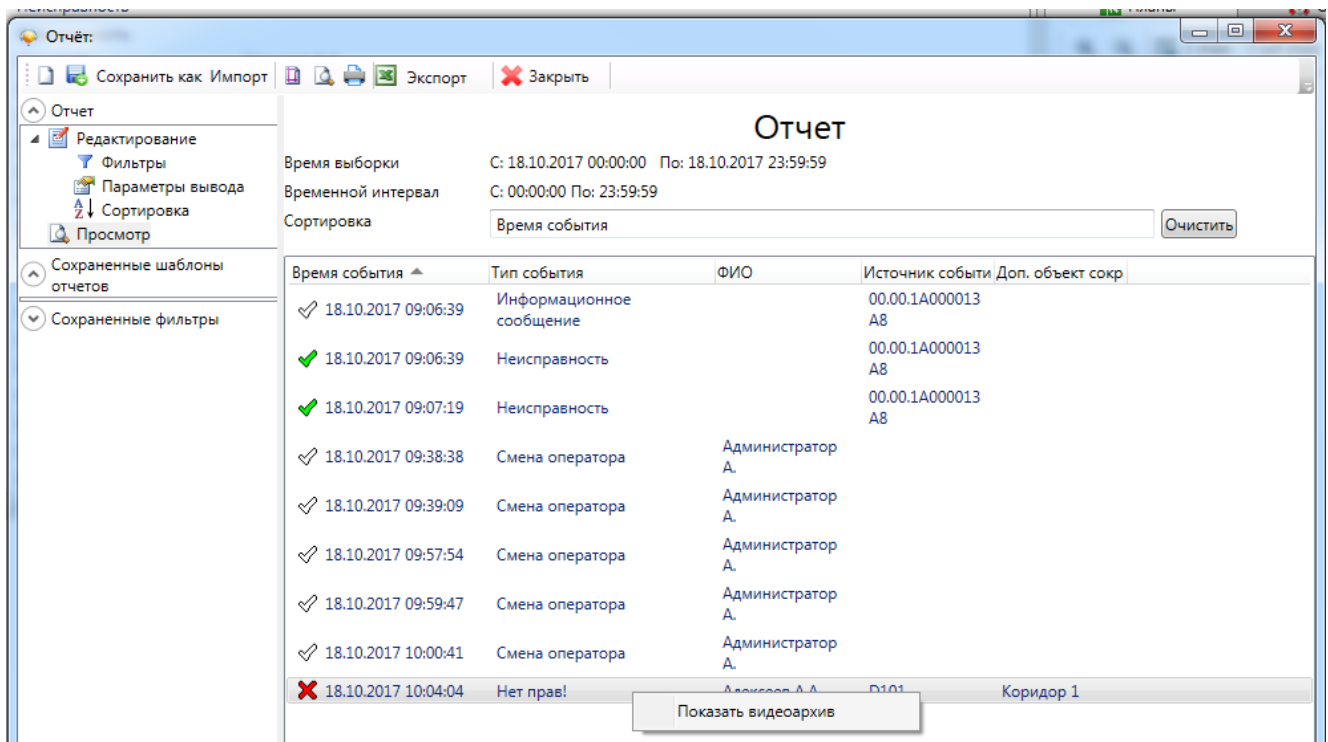 Отчёт:
Сохранить как Импорт Экспорт Закрыть
Отчет
Редактирование
Фильтры
Параметры вывода
Сортировка
Просмотр
Сохраненные шаблоны
отчетов
Сохраненные фильтры
Отчет
Время выборки С: 18.10.2017 00:00:00 По: 18.10.2017 23:59:59
Временной интервал С: 00:00:00 По: 23:59:59
Сортировка Время события Очистить
Время события Тип события ФИО Источник событи Доп. объект сокр
18.10.2017 09:06:39 Информационное сообщение 00.00.1A000013
A8
18.10.2017 09:06:39 Неисправность 00.00.1A000013
A8
18.10.2017 09:07:19 Неисправность 00.00.1A000013
A8
18.10.2017 09:38:38 Смена оператора Администратор
А.
18.10.2017 09:39:09 Смена оператора Администратор
А.
18.10.2017 09:57:54 Смена оператора Администратор
А.
18.10.2017 09:59:47 Смена оператора Администратор
А.
18.10.2017 10:00:41 Смена оператора Администратор
А.
18.10.2017 10:04:04 Нет прав! Коридор 1
Показать видеоархив